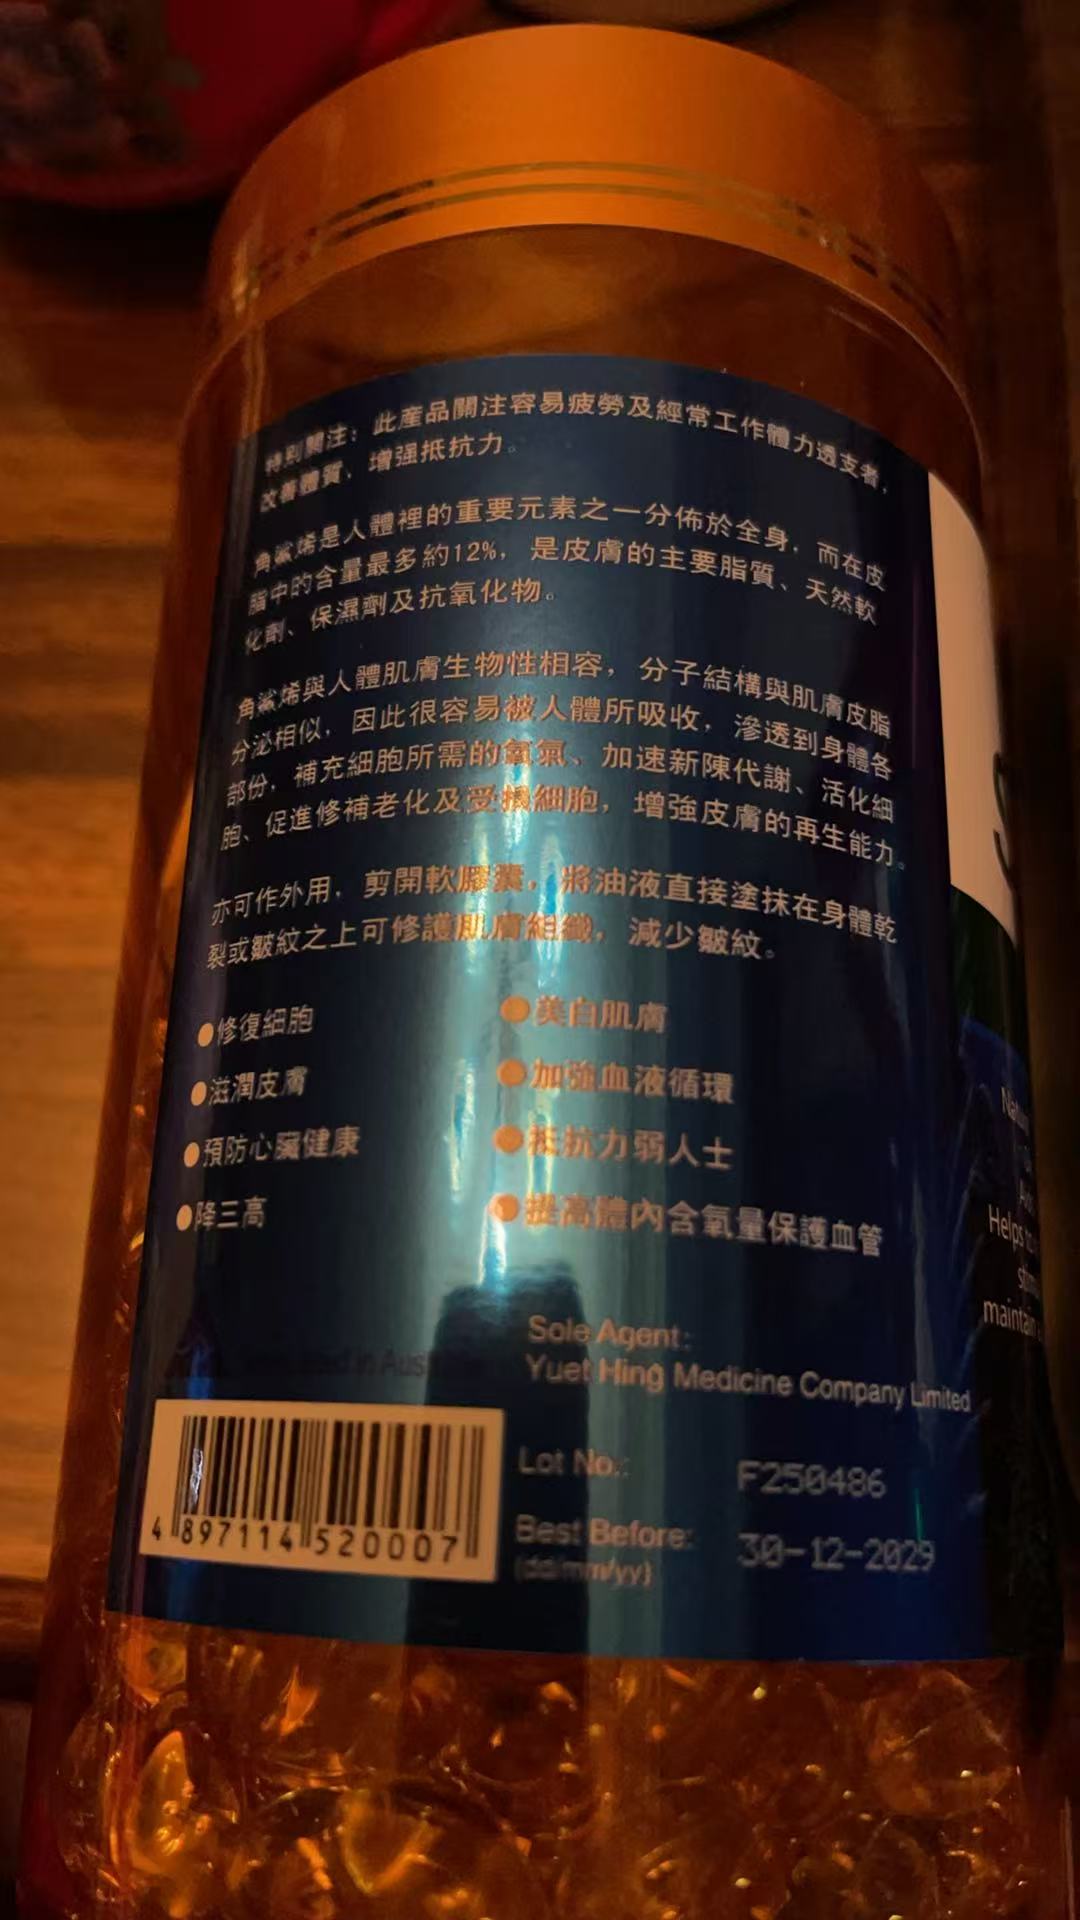 特别關注：此產品關注容易疲勞及經常工作體力透支者，
改善體質、增强抵抗力。
角鯊烯是人體裡的重要元素之一分佈於全身，而在皮
脂中的含量最多約12%，是皮膚的主要脂質、天然軟
化劑、保濕劑及抗氧化物。
角鯊烯與人體肌膚生物性相容，分子結構與肌膚皮脂
分泌相似，因此很容易被人體所吸收，滲透到身體各
部份，補充細胞所需的氧氣、加速新陳代謝、活化細
胞、促進修補老化及受損細胞，增強皮膚的再生能力。
亦可作外用，剪開軟膠囊，將油液直接塗抹在身體乾
裂或皺紋之上可修護肌膚組織，減少皺紋。
●修復細胞
●滋潤皮膚
●預防心臟健康
●降三高
●美白肌膚
●加強血液循環
●抵抗力弱人士
●提高體內含氧量保護血管
in Aus
Sole Agent:
Yuet Hing Medicine Company Limited
Lot No.: F250486
Best Before: 30-12-2029
(dd/mm/yy)
4 897114 520007
S
Helps